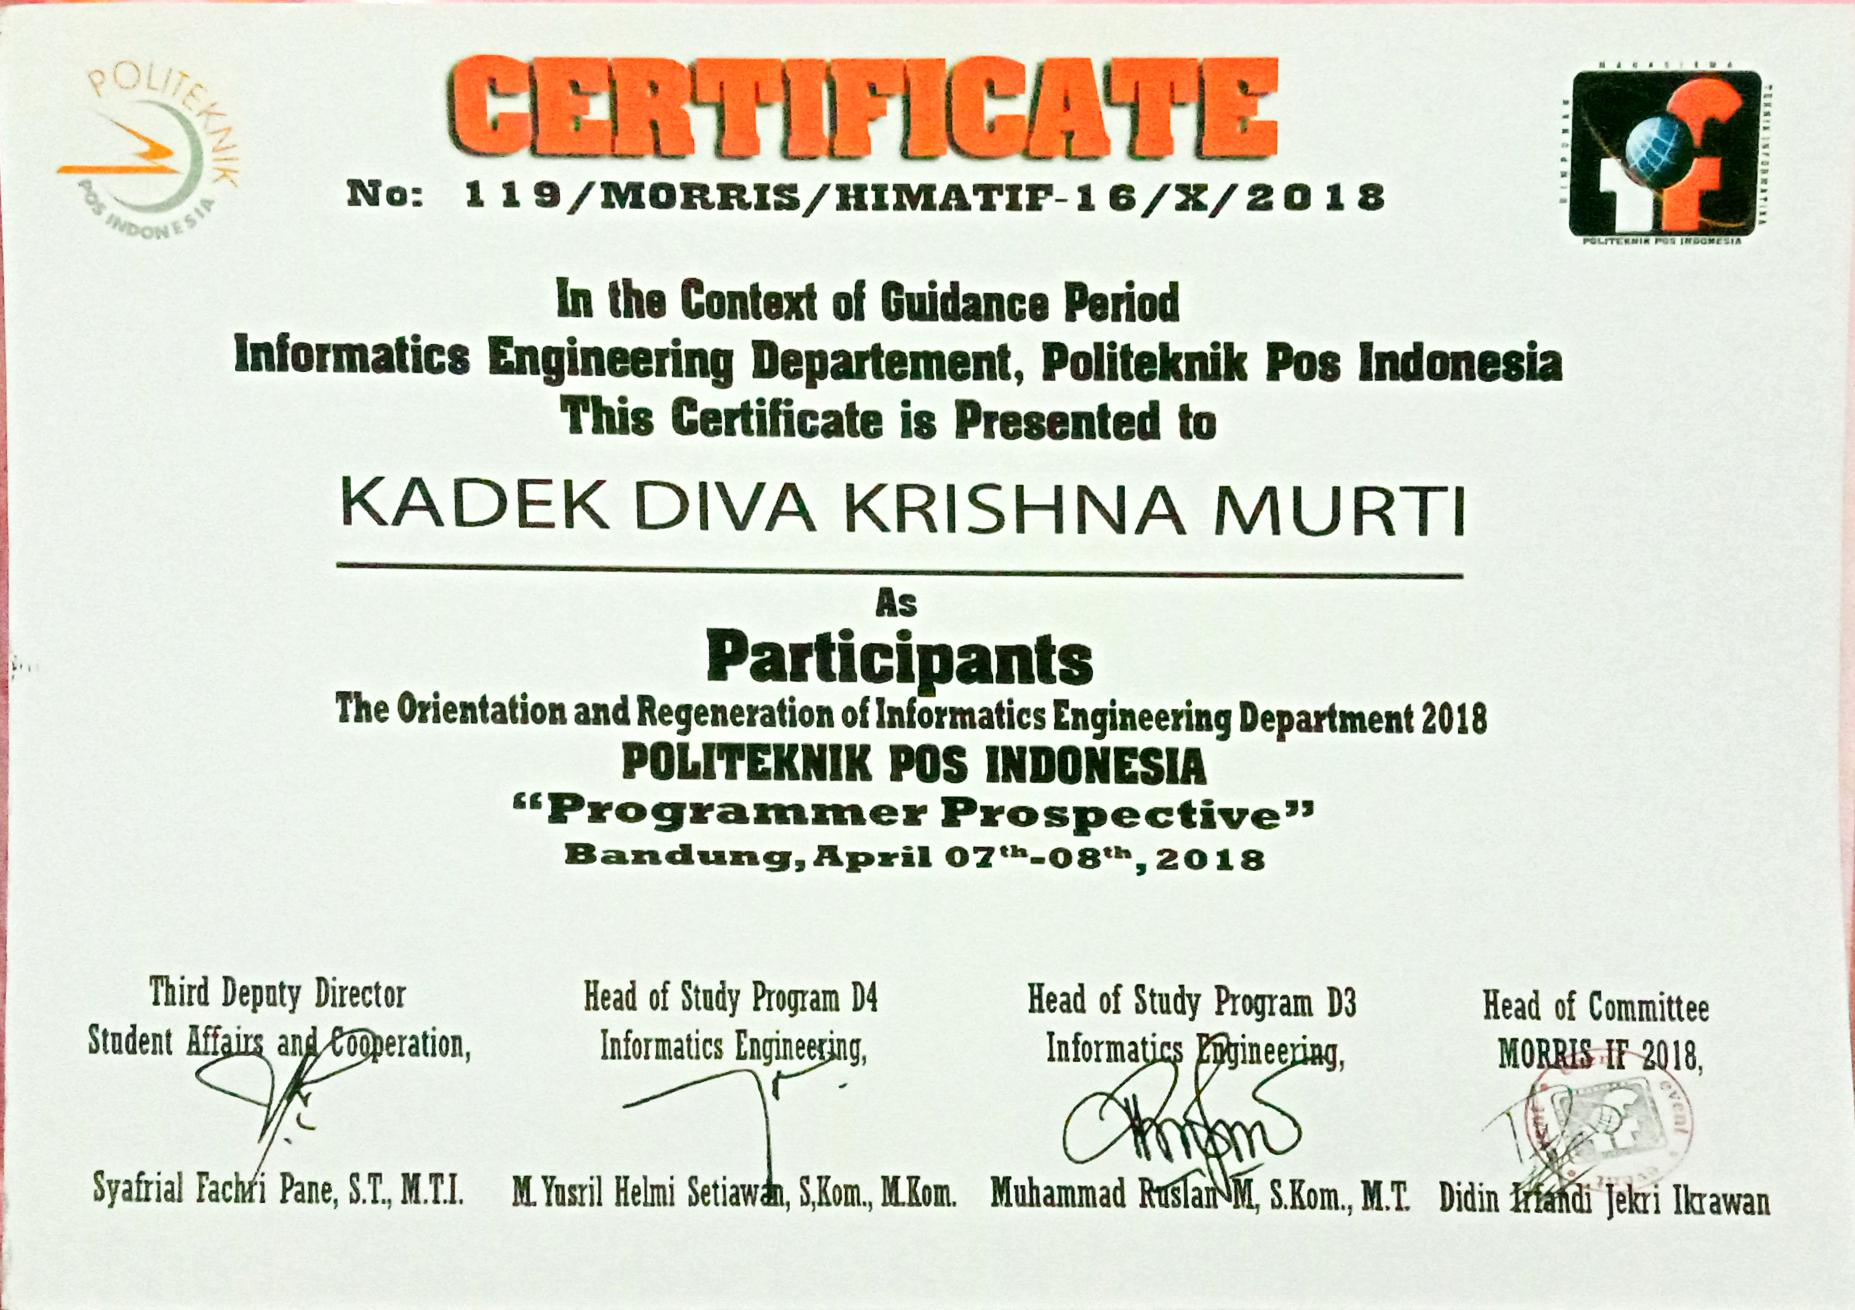 POLITEKNIK
POS INDONESIA
CERTIFICATE
No: 119/MORRIS/HIMATIF-16/X/2018
HIMPUNAN
MAHASISWA
TEKNIK INFORMATIKA
POLITEKNIK POS INDONESIA
In the Context of Guidance Period
Informatics Engineering Departement, Politeknik Pos Indonesia
This Certificate is Presented to
KADEK DIVA KRISHNA MURTI
As
Participants
The Orientation and Regeneration of Informatics Engineering Department 2018
POLITEKNIK POS INDONESIA
“Programmer Prospective”
Bandung, April 07th-08th, 2018
Third Deputy Director
Student Affairs and Cooperation,
Syafrial Fachri Pane, S.T., M.T.I.
Head of Study Program D4
Informatics Engineering,
M. Yusril Helmi Setiawan, S,Kom., M.Kom.
Head of Study Program D3
Informatics Engineering,
Muhammad Ruslan M, S.Kom., M.T.
Head of Committee
MORRIS IF 2018,
event
Didin Irfandi Jekri Ikrawan